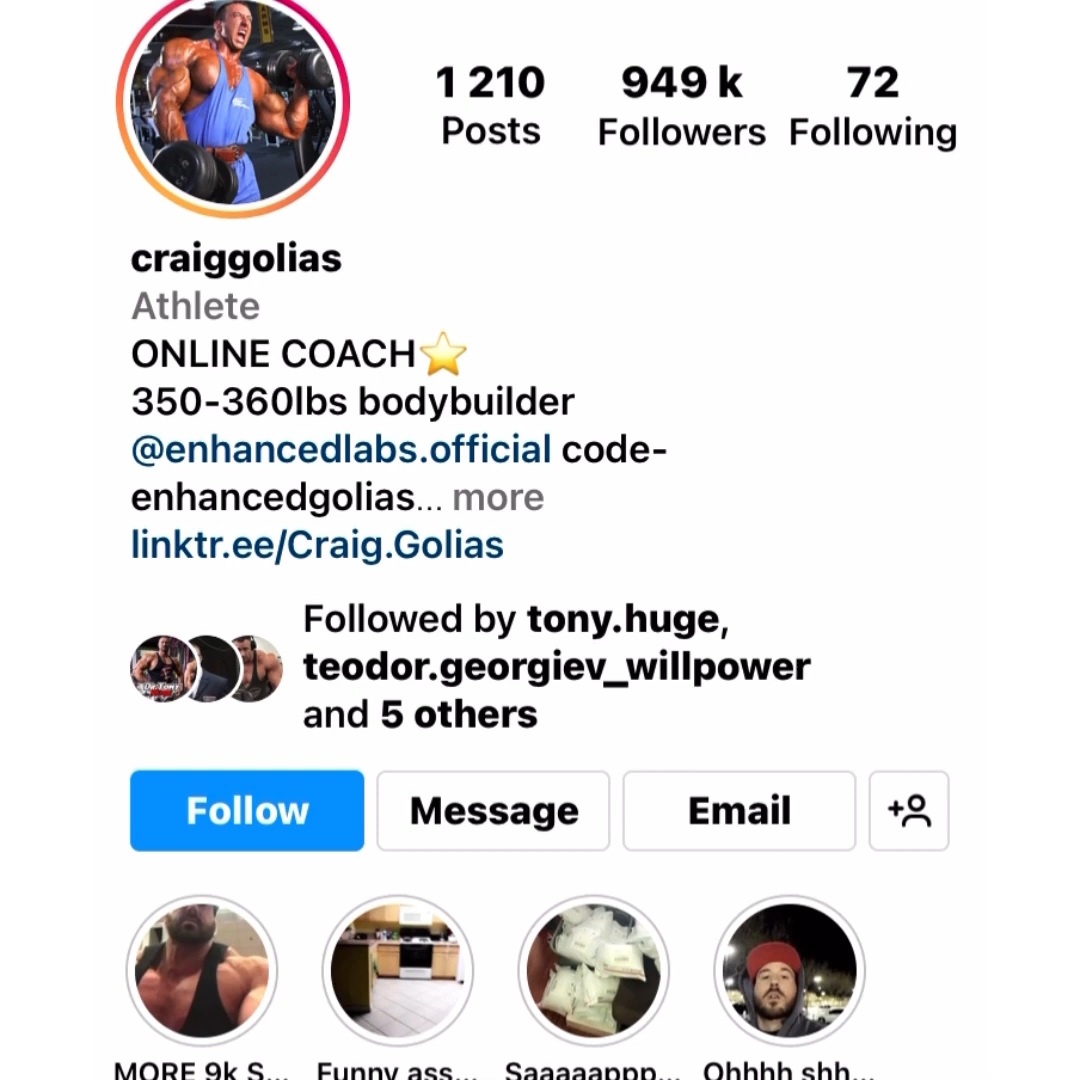 1 210 949 k 72
Posts Followers Following
craiggolias
Athlete
ONLINE COACH⭐
350-360lbs bodybuilder
@enhancedlabs.official code-
enhancedgolias... more
linktr.ee/Craig.Golias
Followed by tony.huge,
teodor.georgiev_willpower
and 5 others
Follow Message Email
MORE 9k S... Funny ass... Saaaaappp... Ohhhh shh...